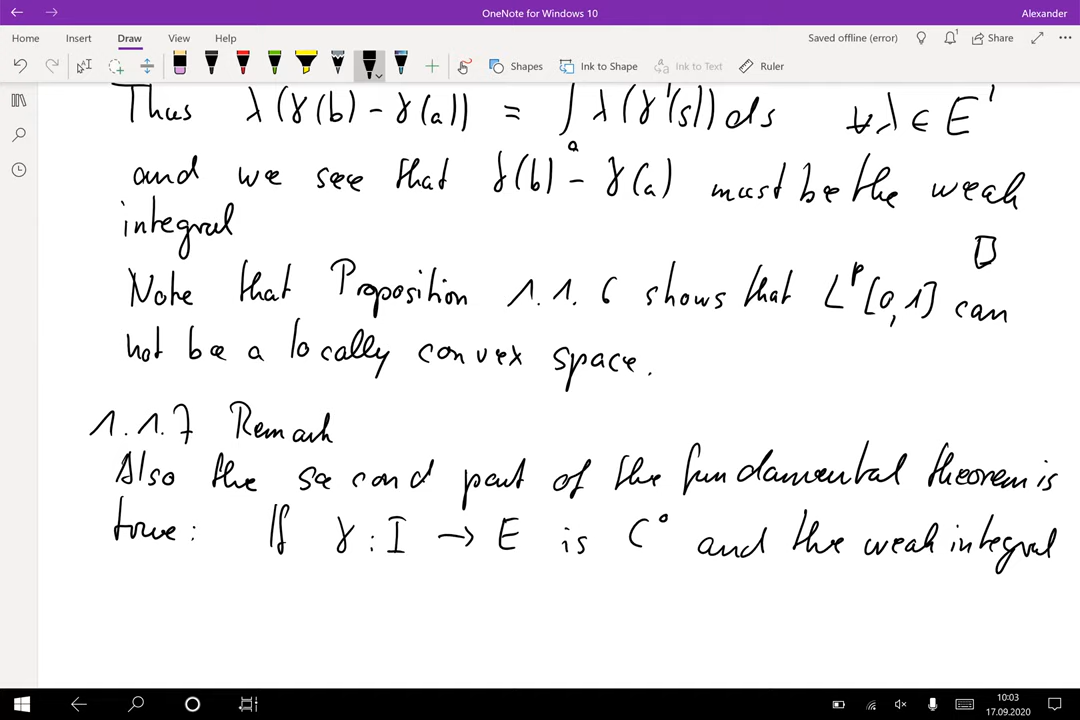 OneNote for Windows 10
Alexander
Home Insert Draw View Help
Saved offline (error)
Share
Shapes Ink to Shape Ink to Text Ruler
Thus λ(γ(b) - γ(a)) = ∫ₐ λ(γ'(s)) ds ∀λ ∈ E'
and we see that γ(b) - γ(a) must be the weak
integral
□
Note that Proposition 1.1.6 shows that Lᵖ[0,1] can
not be a locally convex space.
1.1.7 Remark
Also the second part of the fundamental theorem is
true: If γ : I → E is C⁰ and the weak integral
10:03
17.09.2020